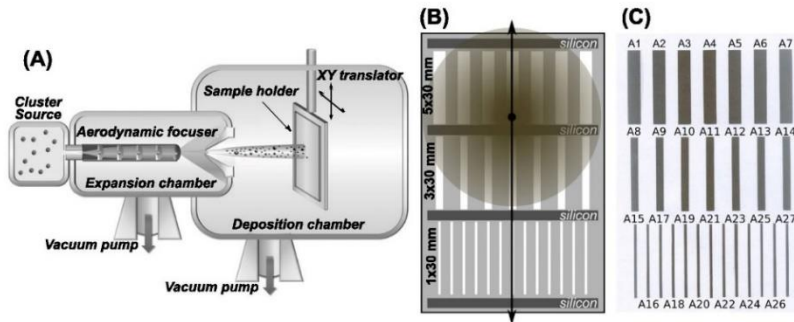 (A)
Cluster
Source
Aerodynamic focuser
Expansion chamber
Vacuum pump
Sample holder
XY translator
Deposition chamber
Vacuum pump
(B)
silicon
5x30 mm
silicon
3x30 mm
silicon
1x30 mm
silicon
(C)
A1 A2 A3 A4 A5 A6 A7
A8 A9 A10 A11 A12 A13 A14
A15 A17 A19 A21 A23 A25 A27
A16 A18 A20 A22 A24 A26